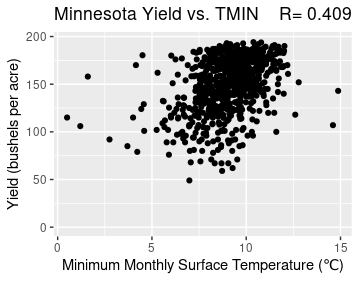 Minnesota Yield vs. TMIN R= 0.409
200
150
100
50
0
0 5 10 15
Yield (bushels per acre)
Minimum Monthly Surface Temperature (℃)